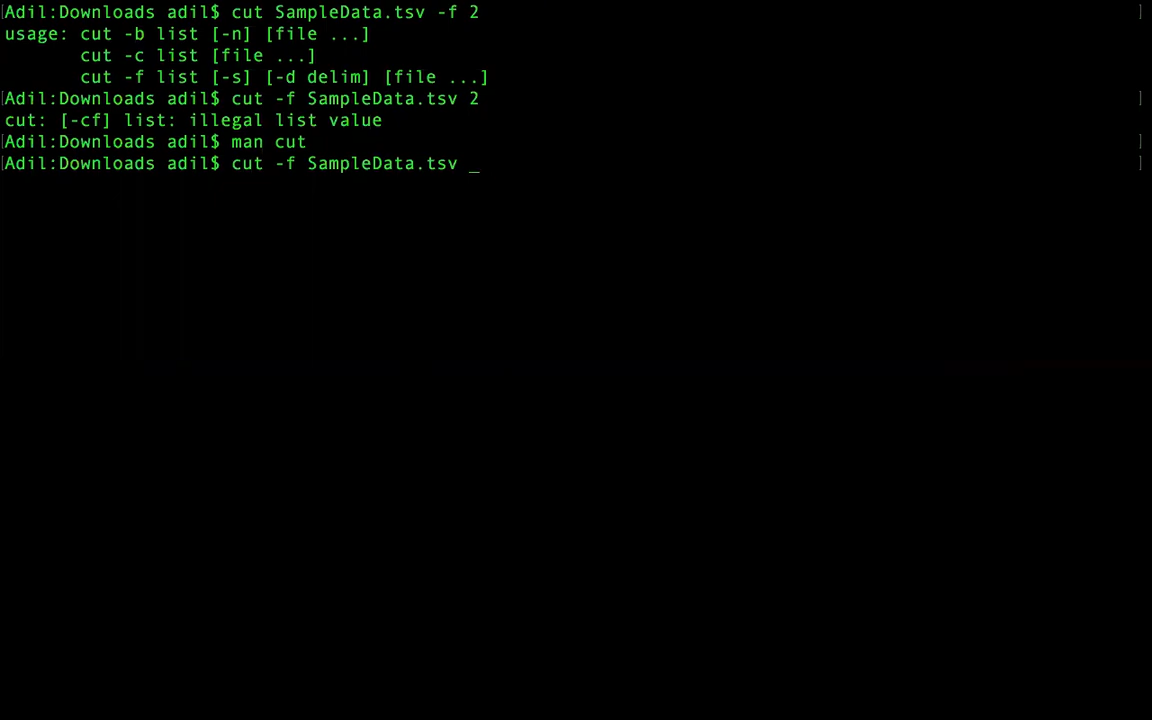 [Adil:Downloads adil$ cut SampleData.tsv -f 2 ]
usage: cut -b list [-n] [file ...]
       cut -c list [file ...]
       cut -f list [-s] [-d delim] [file ...]
[Adil:Downloads adil$ cut -f SampleData.tsv 2 ]
cut: [-cf] list: illegal list value
[Adil:Downloads adil$ man cut ]
[Adil:Downloads adil$ cut -f SampleData.tsv _ ]